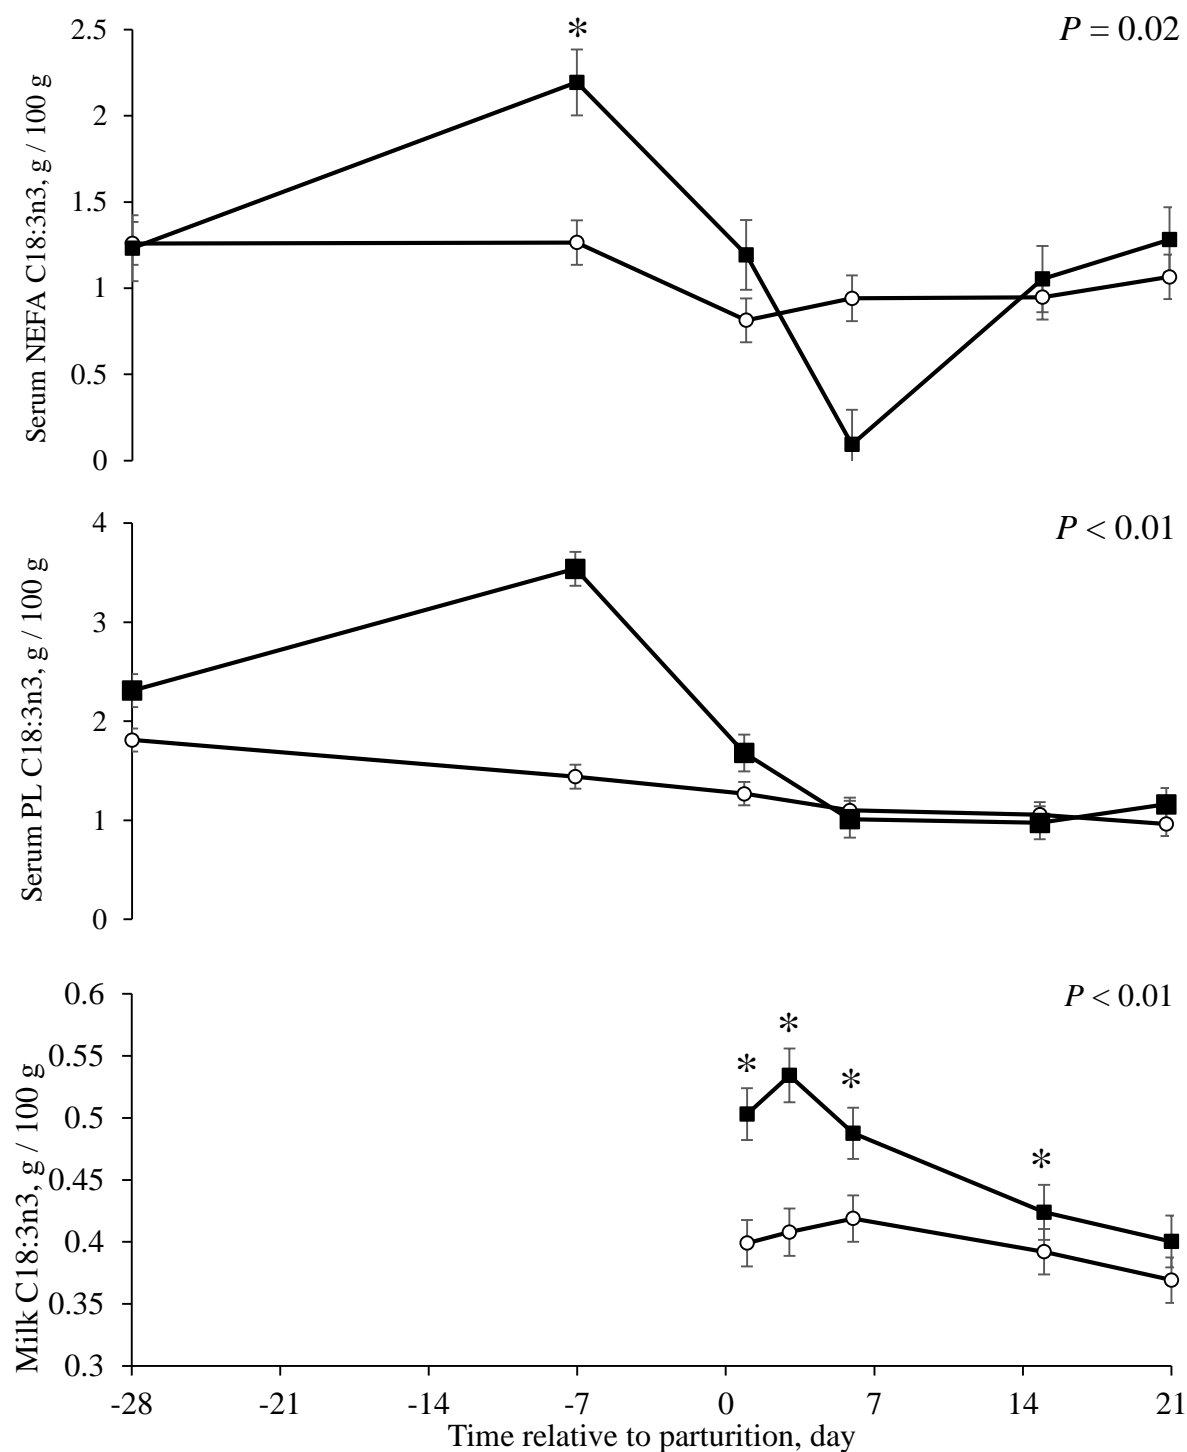 P = 0.02
*
2.5
2
1.5
1
0.5
0
Serum NEFA C18:3n3, g / 100 g
P < 0.01
4
3
2
1
0
Serum PL C18:3n3, g / 100 g
P < 0.01
* * * *
0.6
0.55
0.5
0.45
0.4
0.35
0.3
Milk C18:3n3, g / 100 g
-28 -21 -14 -7 0 7 14 21
Time relative to parturition, day